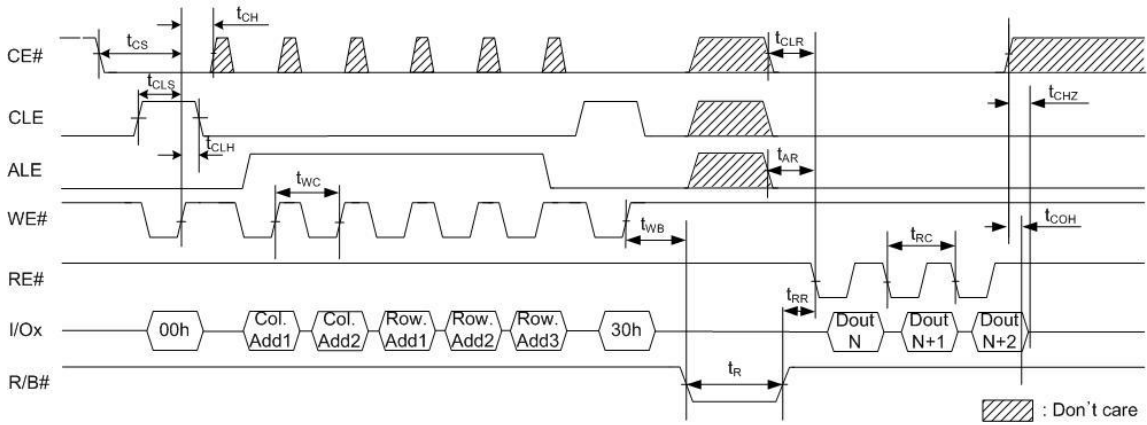 tCH
CE#
tCS
tCLR
tCLS
tCHZ
CLE
tCLH
ALE
tAR
tWC
WE#
tWB
tCOH
tRC
RE#
tRR
I/Ox
00h
Col. Add1
Col. Add2
Row. Add1
Row. Add2
Row. Add3
30h
Dout N
Dout N+1
Dout N+2
R/B#
tR
: Don't care